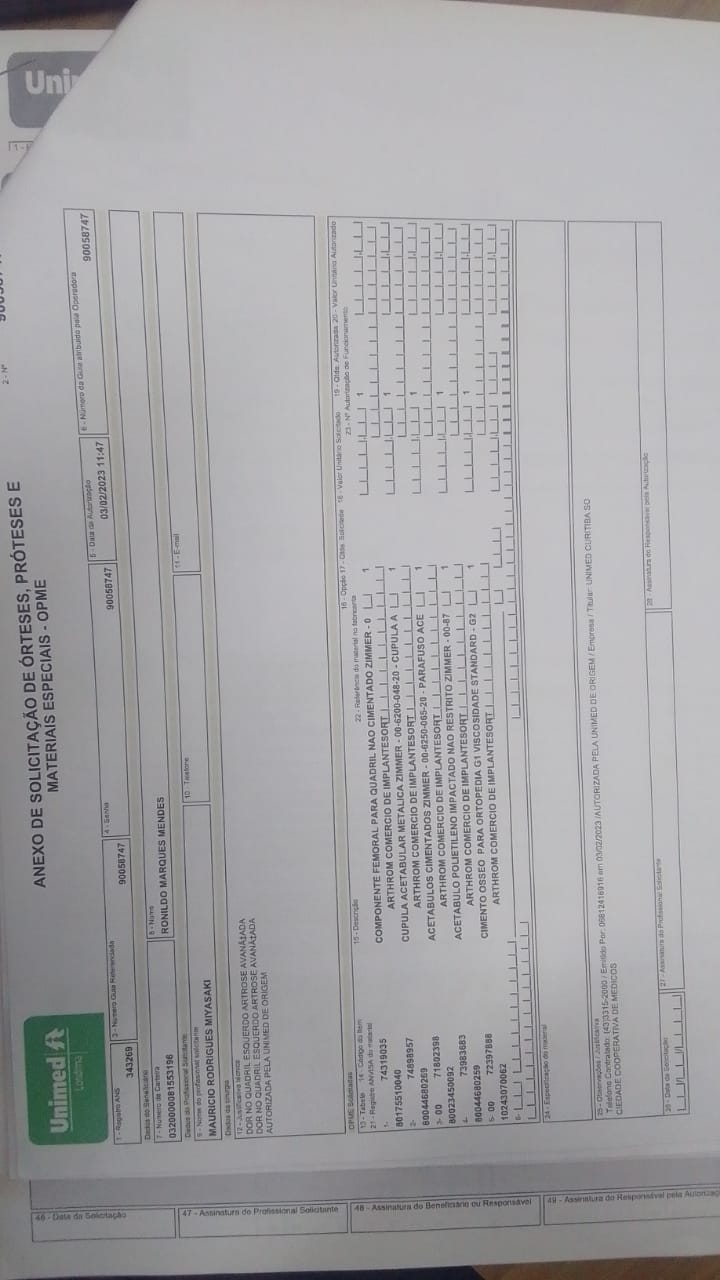 Unimed
Londrina
ANEXO DE SOLICITAÇÃO DE ÓRTESES, PRÓTESES E
MATERIAIS ESPECIAIS - OPME
2 - Nº
1 - Registro ANS
343269
3 - Número Guia Referenciada
90058747
4 - Senha
90058747
5 - Data da Autorização
03/02/2023 11:47
6 - Número da Guia atribuído pela Operadora
90058747
Dados do Beneficiário
7 - Número da Carteira
0320000081553196
8 - Nome
RONILDO MARQUES MENDES
Dados do Profissional Solicitante
9 - Nome do profissional solicitante
MAURICIO RODRIGUES MIYASAKI
10 - Telefone
11 - E-mail
Dados da cirurgia
12 - Justificativa técnica
DOR NO QUADRIL ESQUERDO ARTROSE AVANÃ‡ADA
DOR NO QUADRIL ESQUERDO ARTROSE AVANÃ‡ADA
AUTORIZADA PELA UNIMED DE ORIGEM
OPME Solicitadas
13 - Tabela 14 - Código do Item 15 - Descrição 16 - Opção 17 - Qtde. Solicitada 18 - Valor Unitário Solicitado 19 - Qtde. Autorizada 20 - Valor Unitário Autorizado
21 - Registro ANVISA do material 22 - Referência do material no fabricante 23 - Nº Autorização de Funcionamento
1- 74319035 COMPONENTE FEMORAL PARA QUADRIL NAO CIMENTADO ZIMMER - 0 1 1
80175510040 ARTHROM COMERCIO DE IMPLANTESORT
2- 74898957 CUPULA ACETABULAR METALICA ZIMMER - 00-6200-048-20 - CUPULA A 1 1
80044680269 ARTHROM COMERCIO DE IMPLANTESORT
3- 00 71802398 ACETABULOS CIMENTADOS ZIMMER - 00-6250-065-20 - PARAFUSO ACE 1 1
80023450092 ARTHROM COMERCIO DE IMPLANTESORT
4- 73983683 ACETABULO POLIETILENO IMPACTADO NAO RESTRITO ZIMMER - 00-87 1 1
80044680259 ARTHROM COMERCIO DE IMPLANTESORT
5- 00 72397888 CIMENTO OSSEO PARA ORTOPEDIA G1 VISCOSIDADE STANDARD - G2 1 1
10243070062 ARTHROM COMERCIO DE IMPLANTESORT
6-
24 - Especificação do material
25 - Observações / Justificativa
Telefone Contratado: (43)3315-2000 / Emitido Por: 06812416916 em 03/02/2023 /AUTORIZADA PELA UNIMED DE ORIGEM / Empresa / Titular: UNIMED CURITIBA SO
CIEDADE COOPERATIVA DE MEDICOS
26 - Data da Solicitação
27 - Assinatura do Profissional Solicitante
28 - Assinatura do Responsável pela Autorização
46 - Data da Solicitação
47 - Assinatura do Profissional Solicitante
48 - Assinatura do Beneficiário ou Responsável
49 - Assinatura do Responsável pela